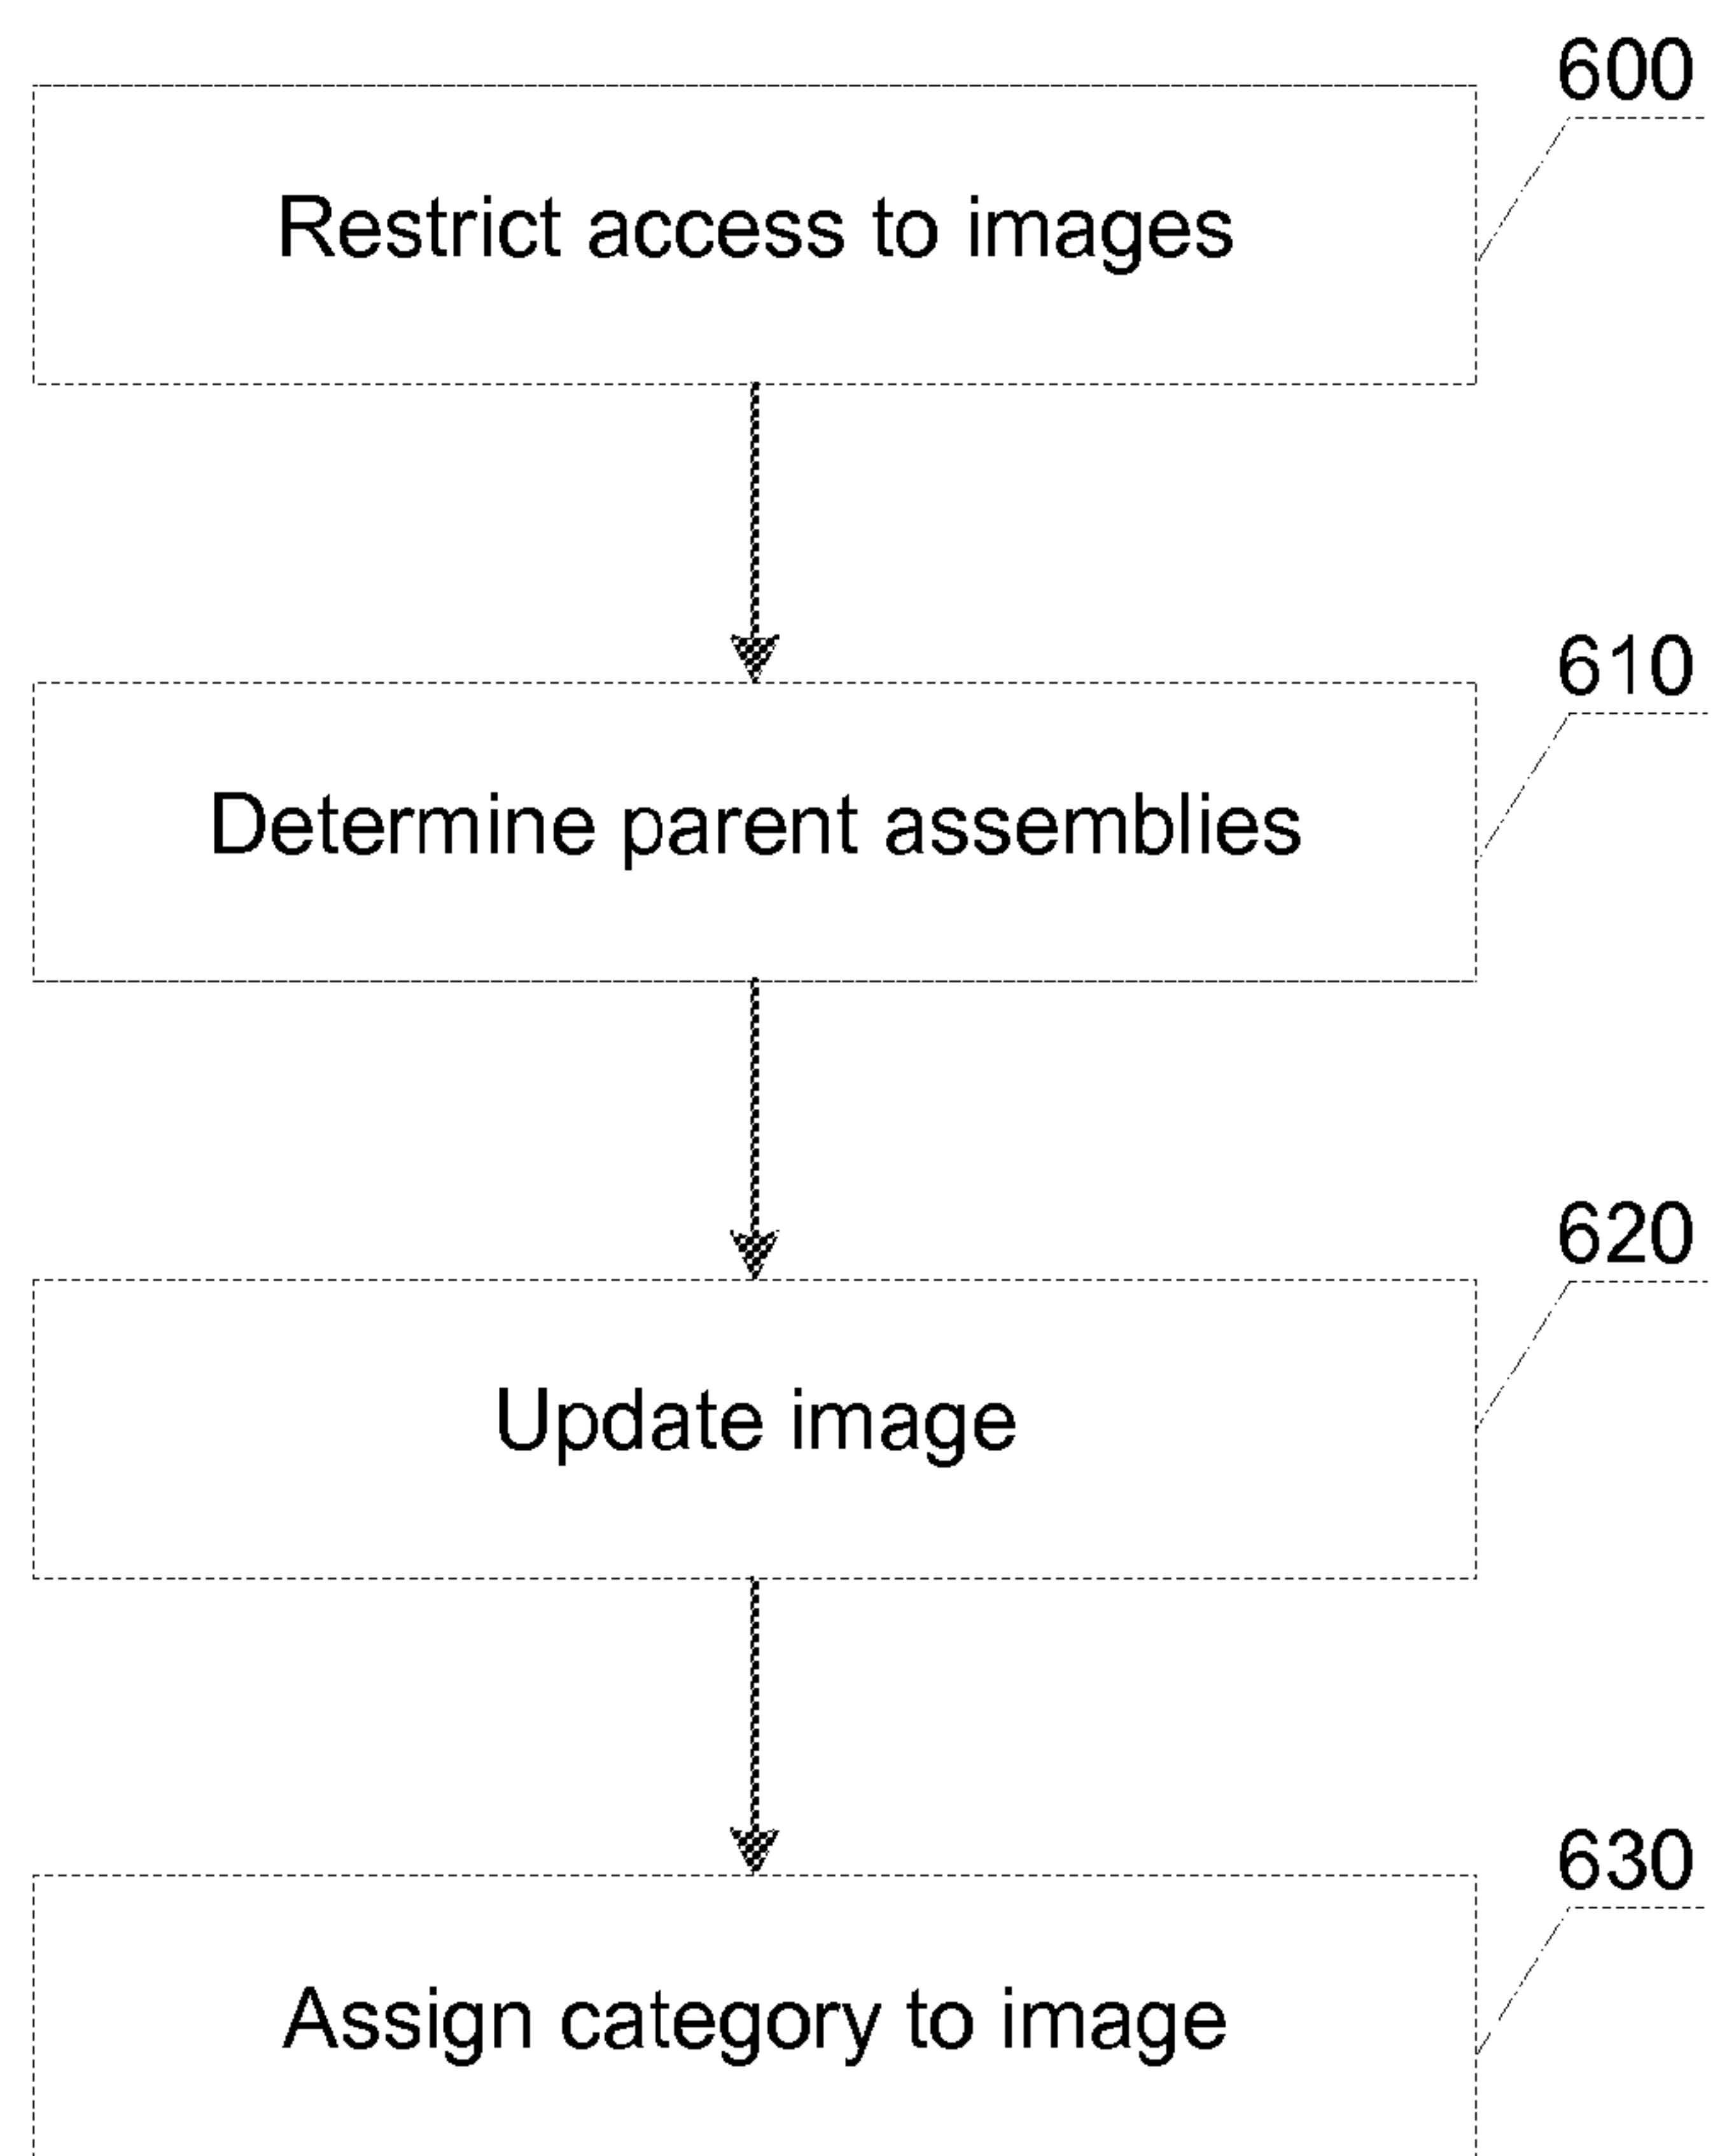 600
Restrict access to images
610
Determine parent assemblies
620
Update image
630
Assign category to image